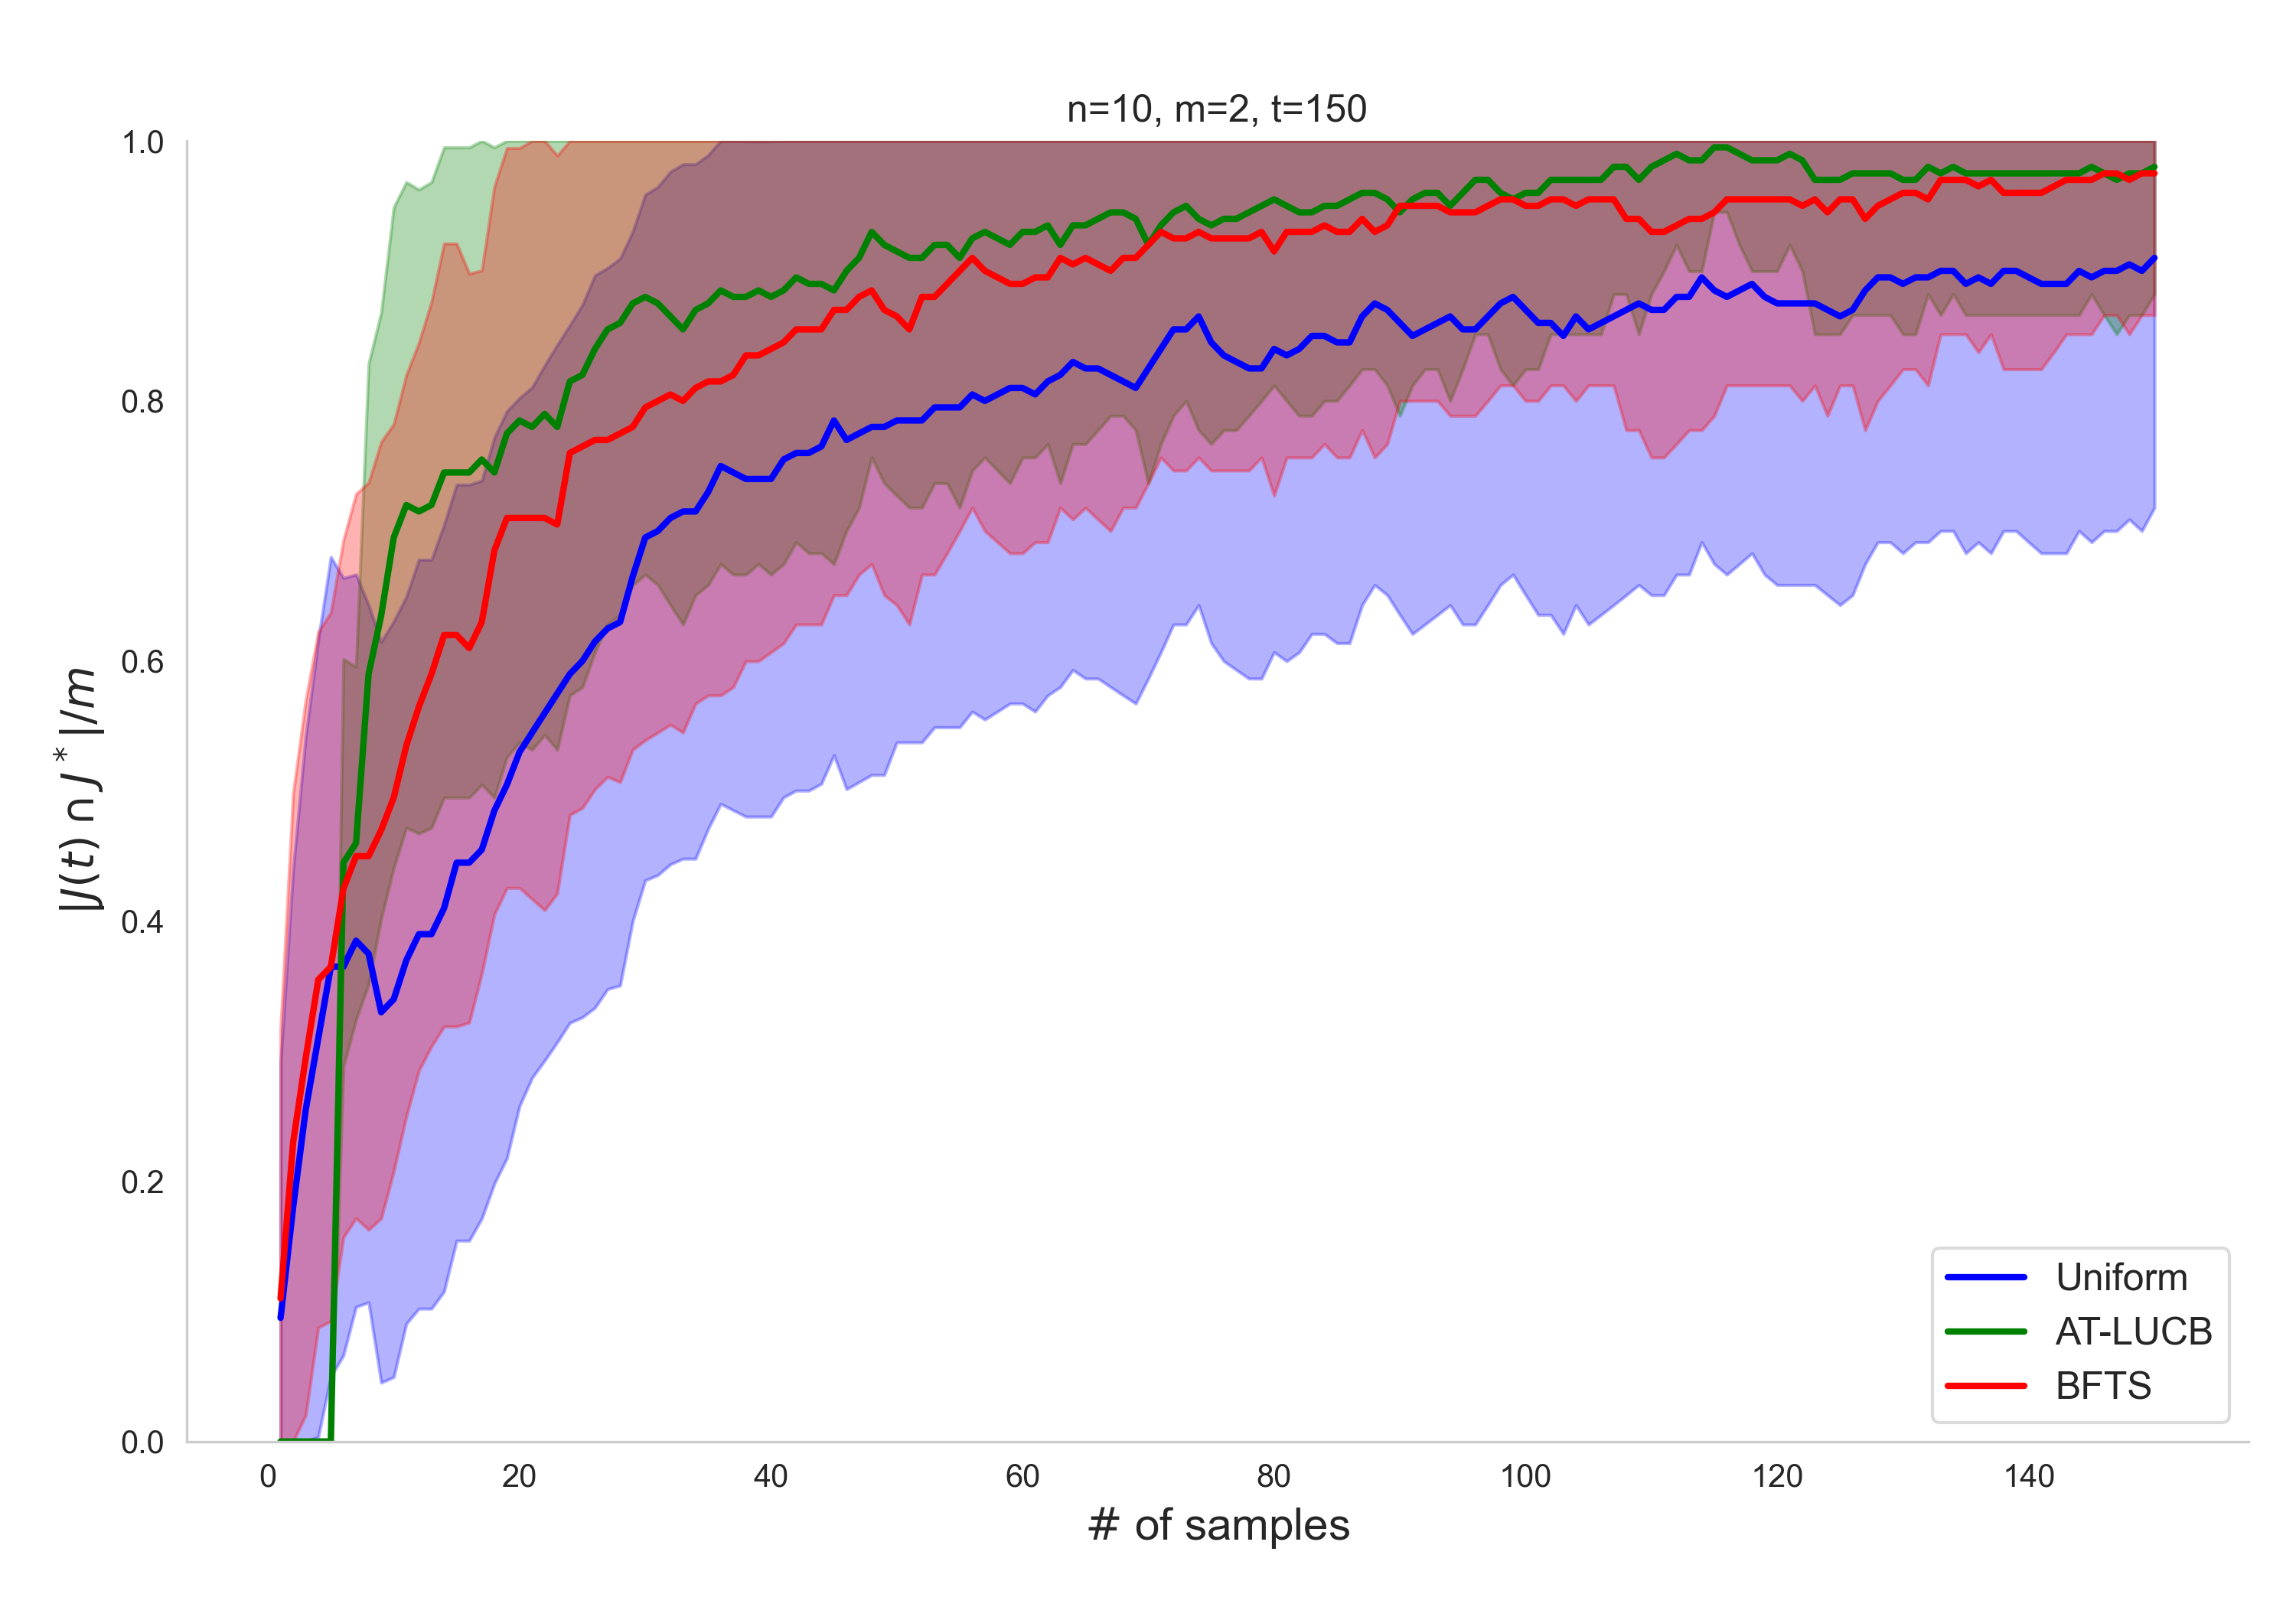 n=10, m=2, t=150
1.0
0.8
0.6
0.4
0.2
0.0
|J(t) ∩ J*|/m
0 20 40 60 80 100 120 140
# of samples
Uniform
AT-LUCB
BFTS